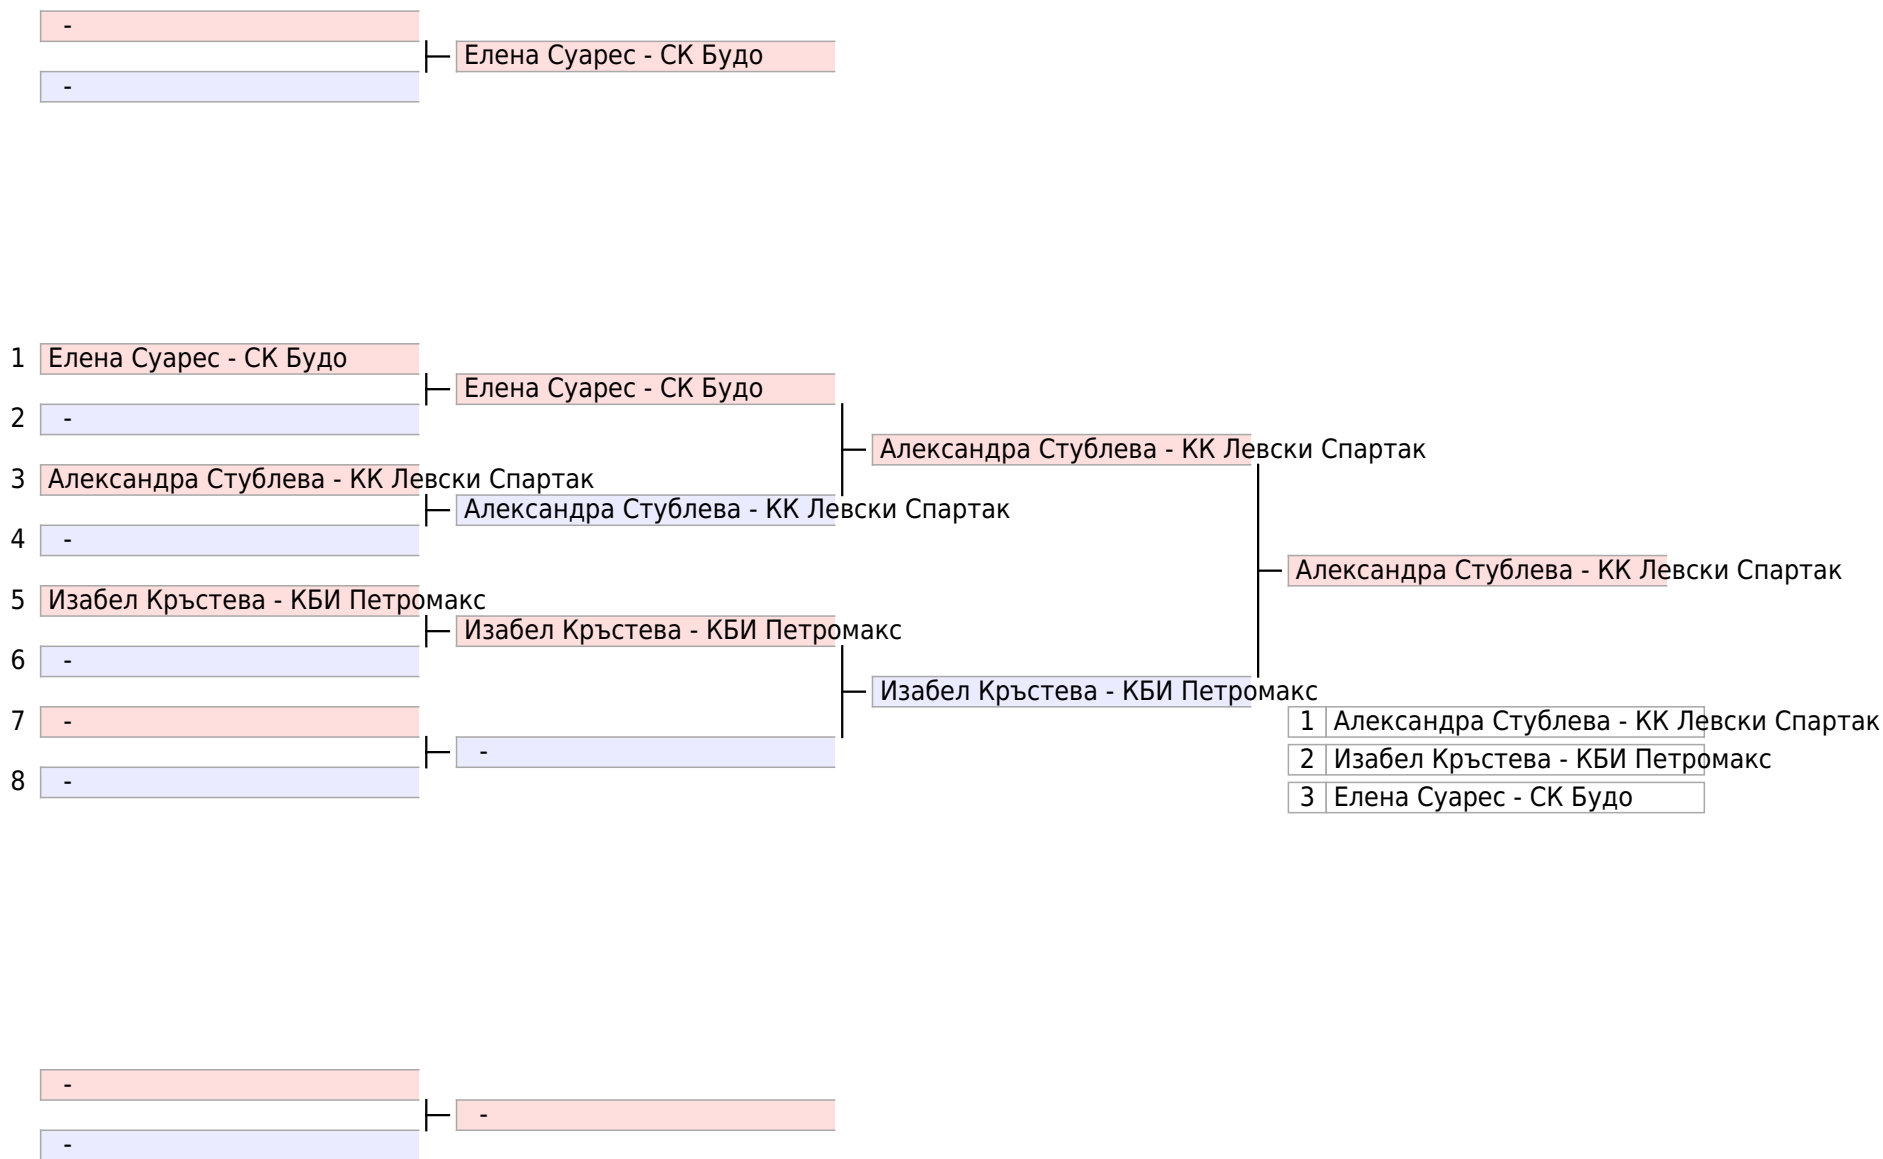 -
Елена Суарес - СК Будо
-
1 Елена Суарес - СК Будо
Елена Суарес - СК Будо
2 -
Александра Стублева - КК Левски Спартак
3 Александра Стублева - КК Левски Спартак
Александра Стублева - КК Левски Спартак
4 -
Александра Стублева - КК Левски Спартак
5 Изабел Кръстева - КБИ Петромакс
Изабел Кръстева - КБИ Петромакс
6 -
Изабел Кръстева - КБИ Петромакс
7 -
1 Александра Стублева - КК Левски Спартак
-
2 Изабел Кръстева - КБИ Петромакс
8 -
3 Елена Суарес - СК Будо
-
-
-